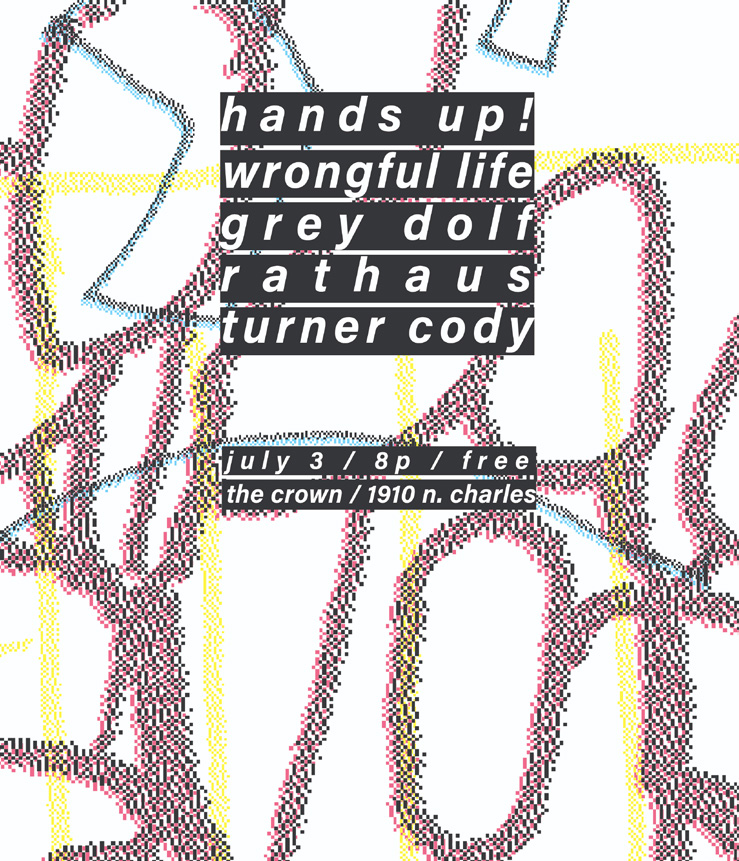 hands up!
wrongful life
grey dolf
rathaus
turner cody
july 3 / 8p / free
the crown / 1910 n. charles